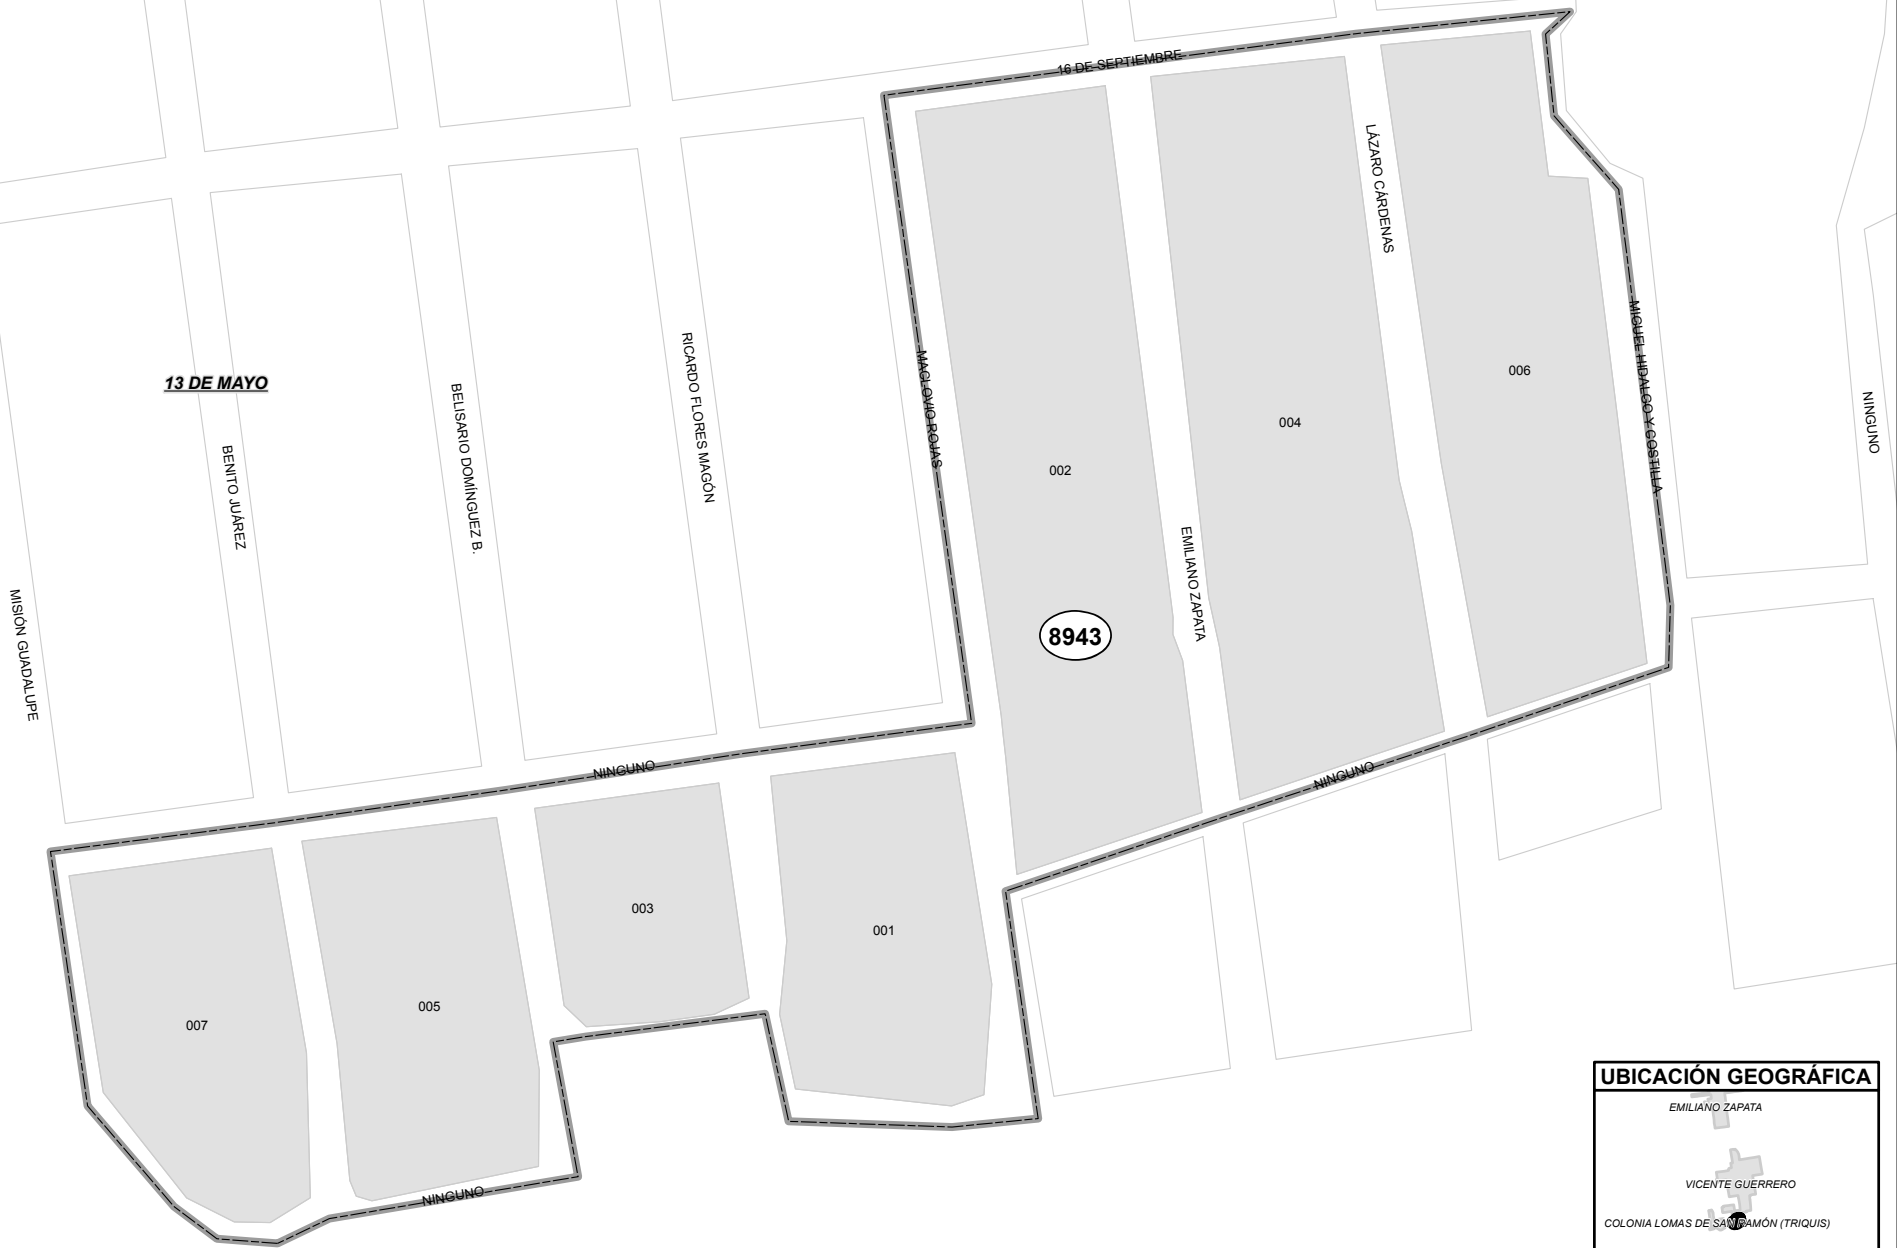 16 DE SEPTIEMBRE
LÁZARO CÁRDENAS
MIGUEL HIDALGO Y COSTILLA
MACLOVIO ROJAS
RICARDO FLORES MAGÓN
13 DE MAYO
BELISARIO DOMÍNGUEZ B.
BENITO JUÁREZ
MISIÓN GUADALUPE
NINGUNO
006
004
002
EMILIANO ZAPATA
8943
NINGUNO
NINGUNO
003
001
005
007
NINGUNO
UBICACIÓN GEOGRÁFICA
EMILIANO ZAPATA
VICENTE GUERRERO
COLONIA LOMAS DE SAN RAMÓN (TRIQUIS)